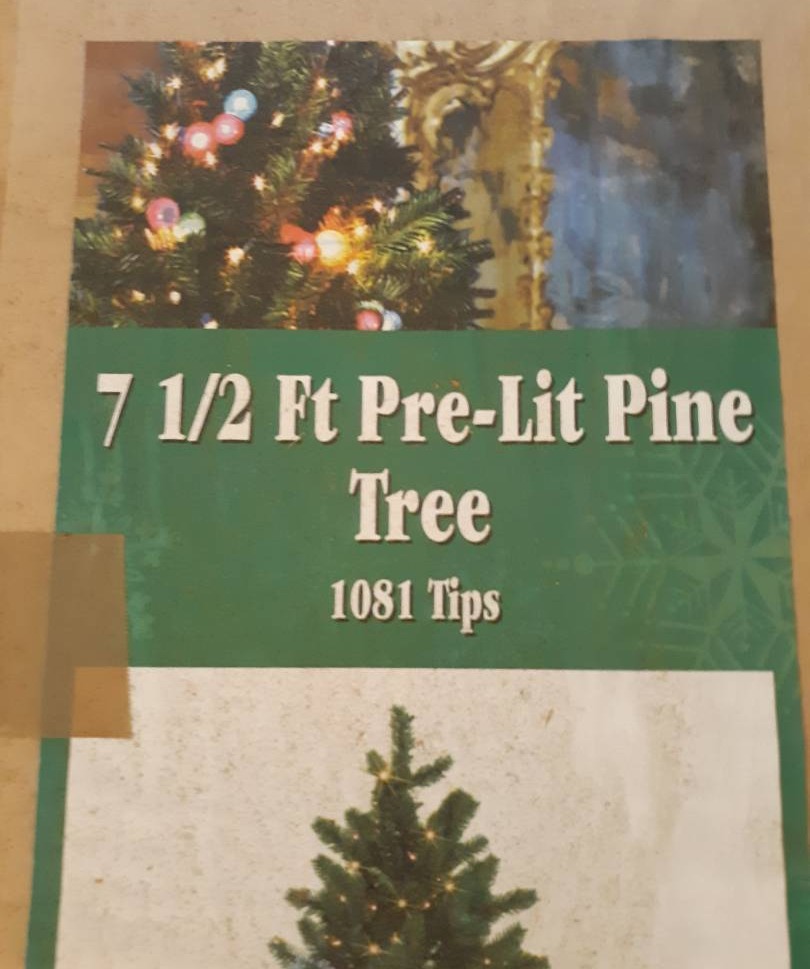 7 1/2 Ft Pre-Lit Pine
Tree
1081 Tips